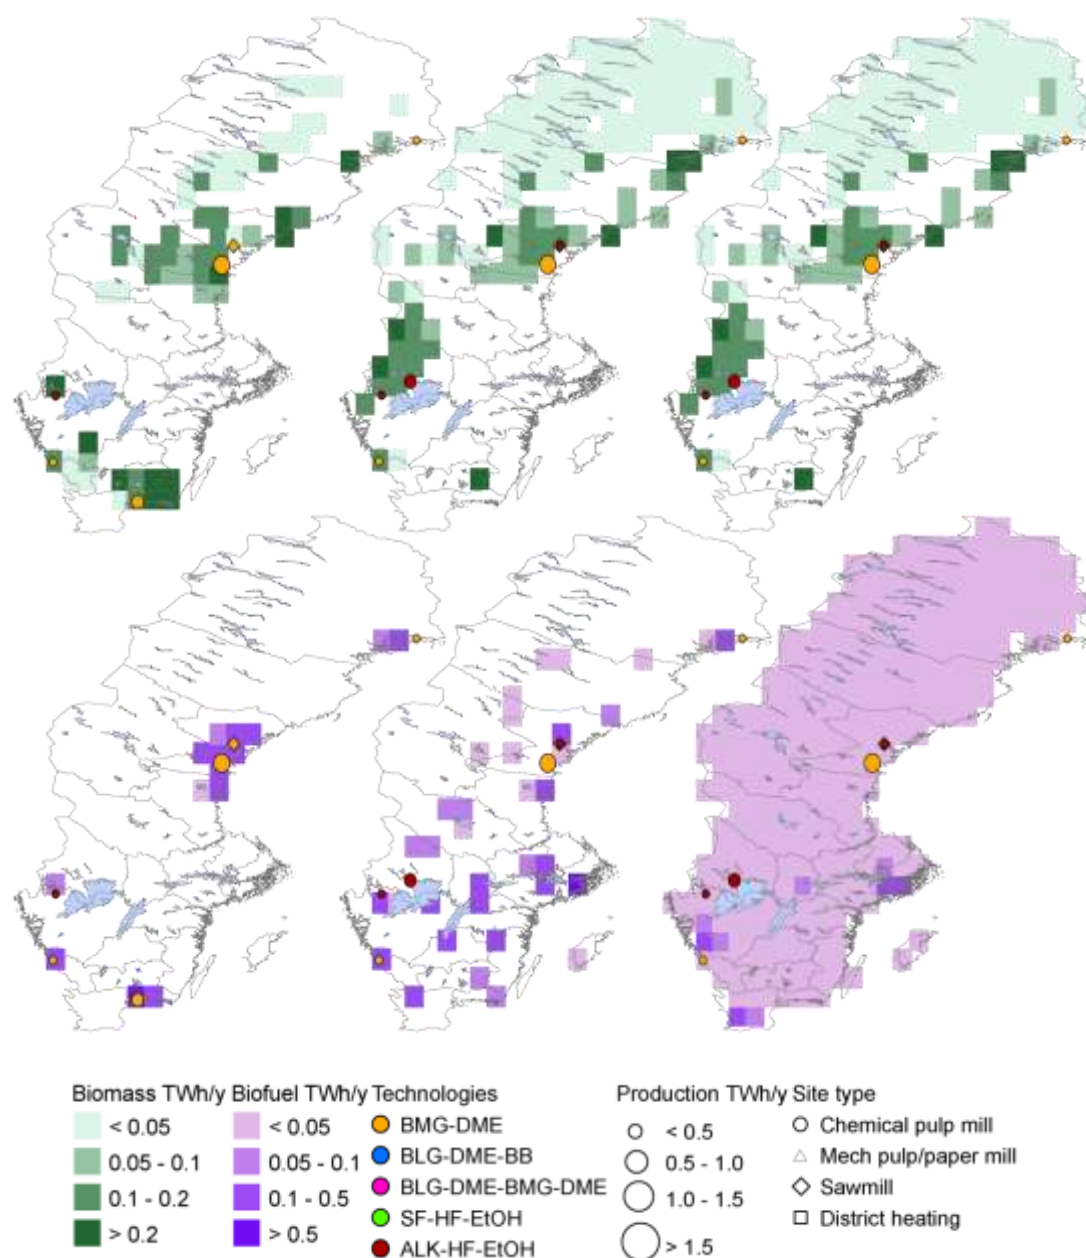 Biomass TWh/y Biofuel TWh/y Technologies Production TWh/y Site type
< 0.05 < 0.05 BMG-DME < 0.5 Chemical pulp mill
0.05 - 0.1 0.05 - 0.1 BLG-DME-BB 0.5 - 1.0 Mech pulp/paper mill
0.1 - 0.2 0.1 - 0.5 BLG-DME-BMG-DME 1.0 - 1.5 Sawmill
> 0.2 > 0.5 SF-HF-EtOH > 1.5 District heating
ALK-HF-EtOH